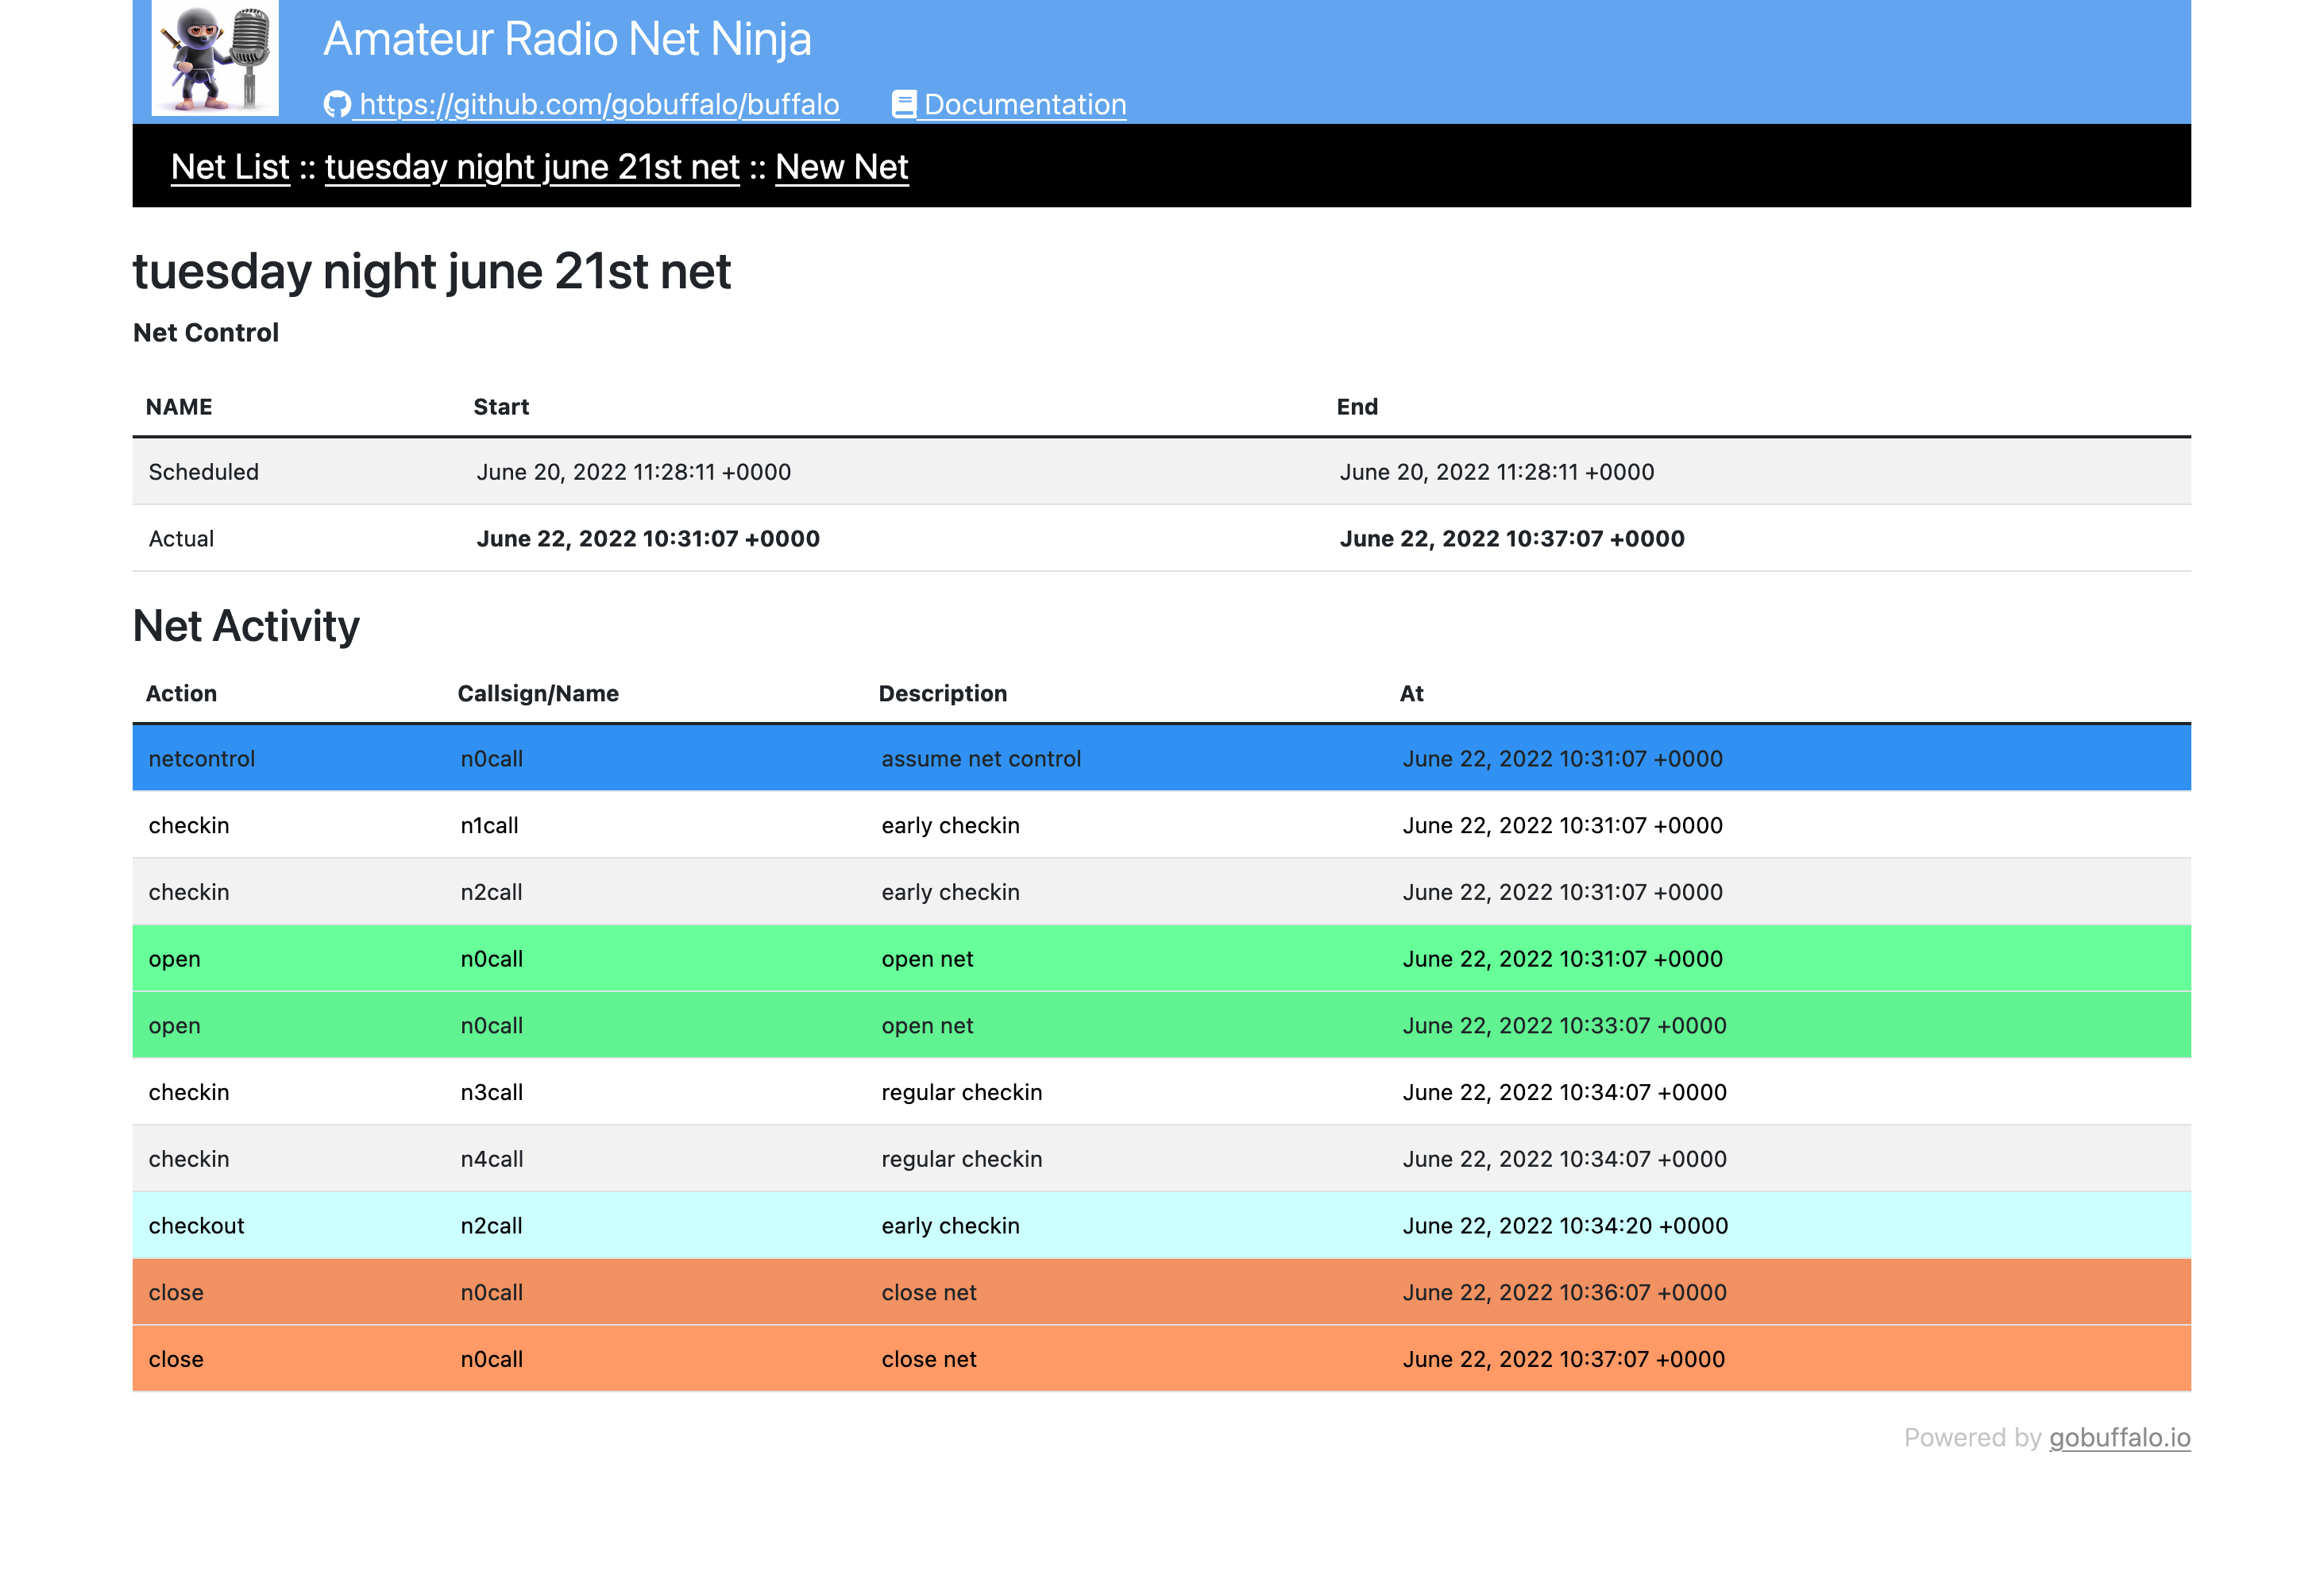 Amateur Radio Net Ninja
https://github.com/gobuffalo/buffalo Documentation
Net List :: tuesday night june 21st net :: New Net
tuesday night june 21st net
Net Control
NAME Start End
Scheduled June 20, 2022 11:28:11 +0000 June 20, 2022 11:28:11 +0000
Actual June 22, 2022 10:31:07 +0000 June 22, 2022 10:37:07 +0000
Net Activity
Action Callsign/Name Description At
netcontrol n0call assume net control June 22, 2022 10:31:07 +0000
checkin n1call early checkin June 22, 2022 10:31:07 +0000
checkin n2call early checkin June 22, 2022 10:31:07 +0000
open n0call open net June 22, 2022 10:31:07 +0000
open n0call open net June 22, 2022 10:33:07 +0000
checkin n3call regular checkin June 22, 2022 10:34:07 +0000
checkin n4call regular checkin June 22, 2022 10:34:07 +0000
checkout n2call early checkin June 22, 2022 10:34:20 +0000
close n0call close net June 22, 2022 10:36:07 +0000
close n0call close net June 22, 2022 10:37:07 +0000
Powered by gobuffalo.io